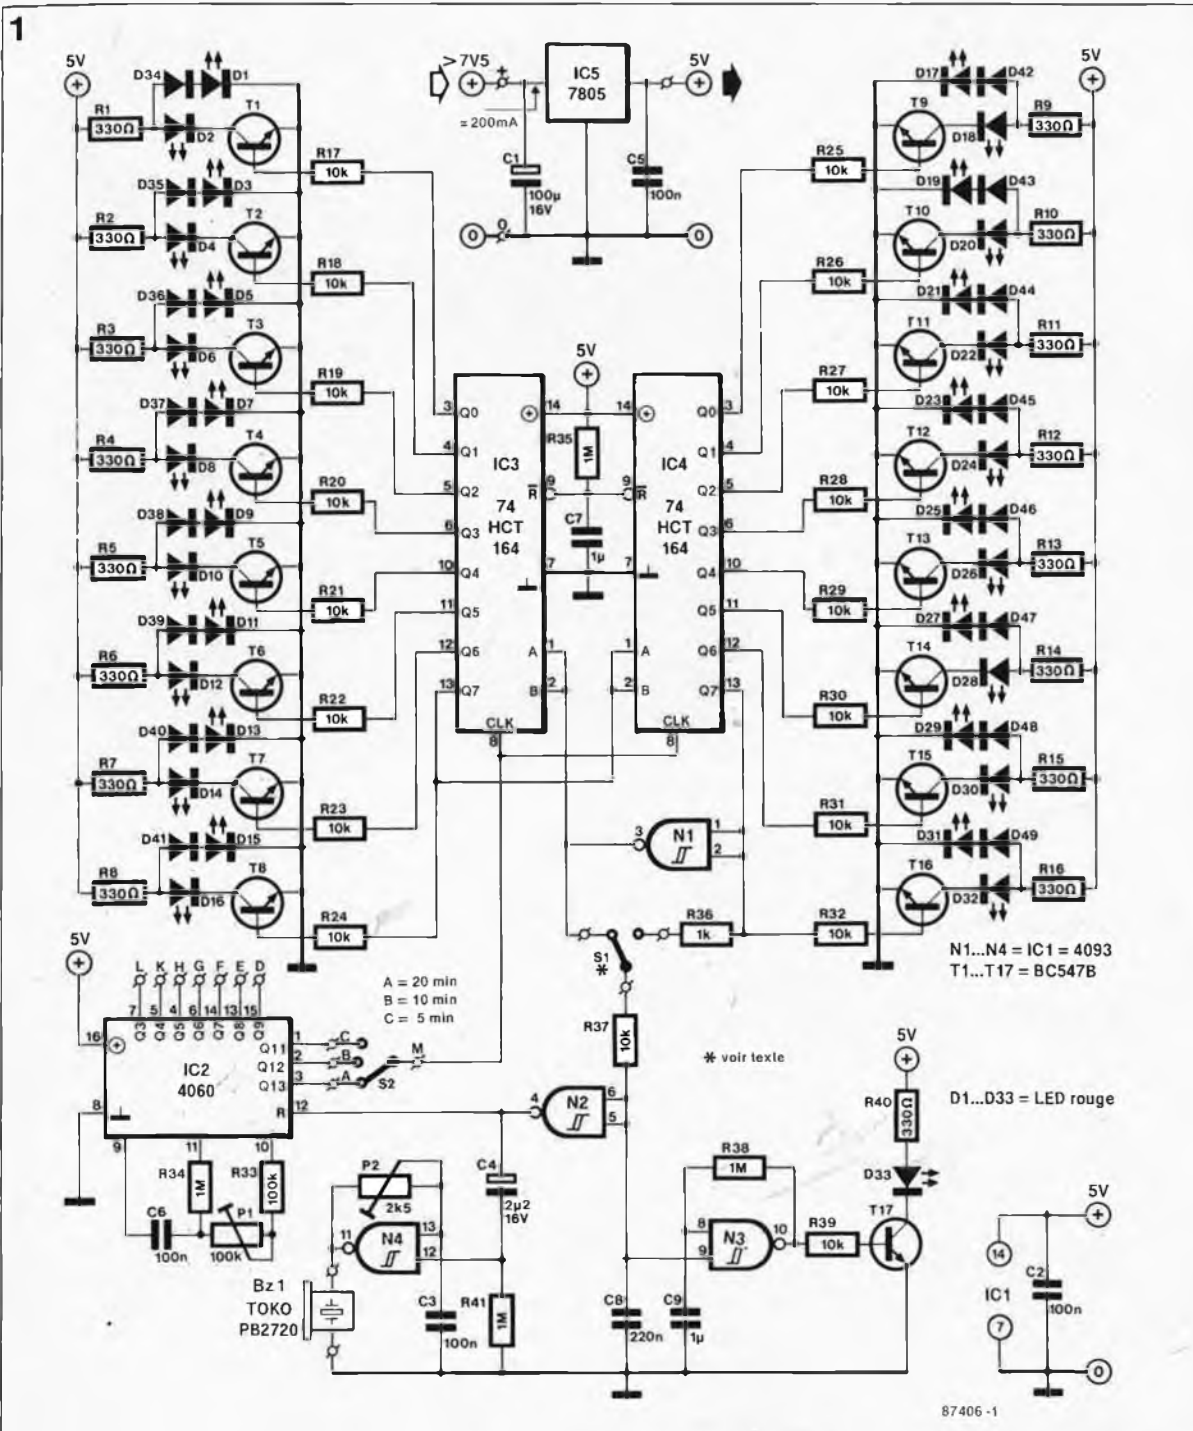 1
5V
D34
D1
R1
330Ω
D2
T1
R17
10k
D35
D3
R2
330Ω
D4
T2
R18
10k
D36
D5
R3
330Ω
D6
T3
R19
10k
D37
D7
R4
330Ω
D8
T4
R20
10k
D38
D9
R5
330Ω
D10
T5
R21
10k
D39
D11
R6
330Ω
D12
T6
R22
10k
D40
D13
R7
330Ω
D14
T7
R23
10k
D41
D15
R8
330Ω
D16
T8
R24
10k
> 7V5
+
IC5
7805
5V
= 200mA
C1
100µ
16V
C5
100n
0
0
0
5V
D17
D42
T9
D18
R9
330Ω
R25
10k
D19
D43
T10
D20
R10
330Ω
R26
10k
D21
D44
T11
D22
R11
330Ω
R27
10k
D23
D45
T12
D24
R12
330Ω
R28
10k
D25
D46
T13
D26
R13
330Ω
R29
10k
D27
D47
T14
D28
R14
330Ω
R30
10k
D29
D48
T15
D30
R15
330Ω
R31
10k
D31
D49
T16
D32
R16
330Ω
R32
10k
5V
3 Q0
4 Q1
5 Q2
6 Q3
10 Q4
11 Q5
12 Q6
13 Q7
IC3
74
HCT
164
14
9 R
7
A 1
B 2
CLK
8
R35
1M
C7
1µ
14
9 R
7
1 A
2 B
IC4
74
HCT
164
Q0 3
Q1 4
Q2 5
Q3 6
Q4 10
Q5 11
Q6 12
Q7 13
CLK
8
3 N1 1
2
S1
*
R36
1k
N1...N4 = IC1 = 4093
T1...T17 = BC547B
5V
L K H G F E D
7 5 4 6 14 13 15
Q3 Q4 Q5 Q6 Q7 Q8 Q9
A = 20 min
B = 10 min
C = 5 min
16
IC2
4060
Q11 1 C
Q12 2 B
Q13 3 A
S2
M
R 12
8
9
11
10
R34
1M
R33
100k
C6
100n
P1
100k
R37
10k
* voir texte
4 N2 6
5
P2
2k5
C4
2µ2
16V
11 N4 13
12
Bz1
TOKO
PB2720
C3
100n
R41
1M
C8
220n
C9
1µ
R38
1M
8
9
N3
10
R39
10k
5V
R40
330Ω
D33
T17
D1...D33 = LED rouge
5V
14
IC1
7
C2
100n
0
87406 -1